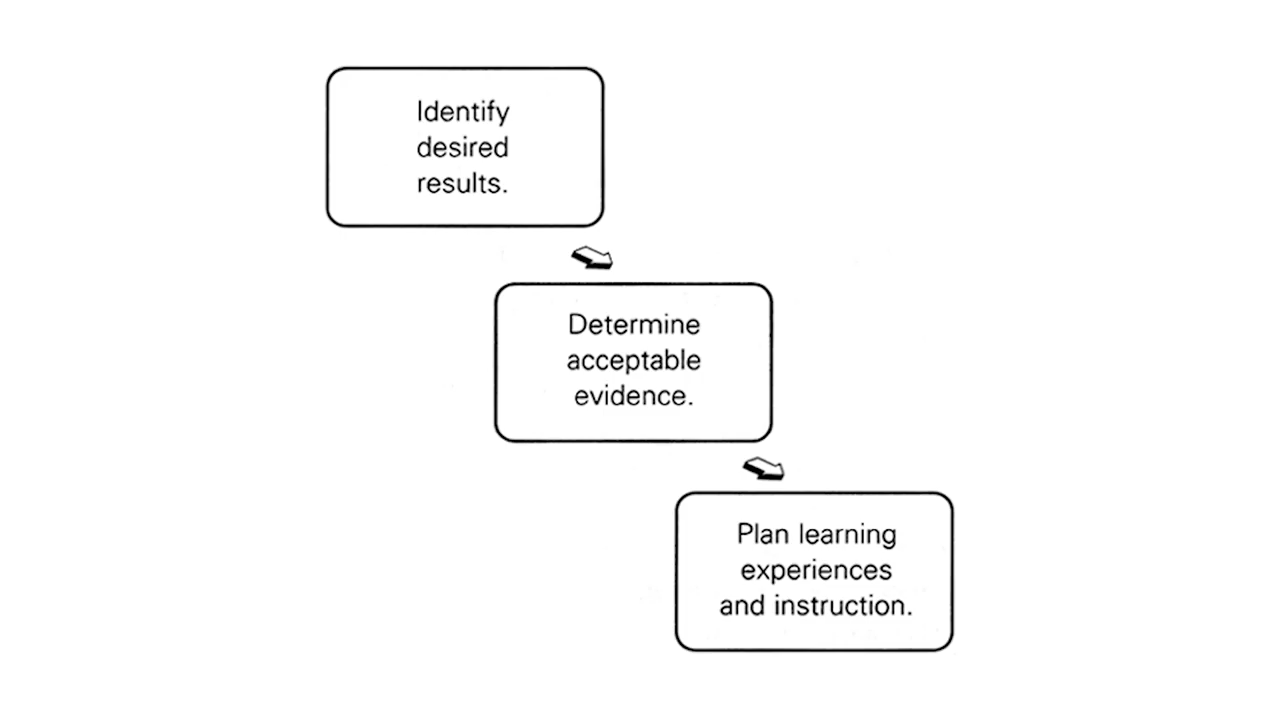 Identify
desired
results.
Determine
acceptable
evidence.
Plan learning
experiences
and instruction.